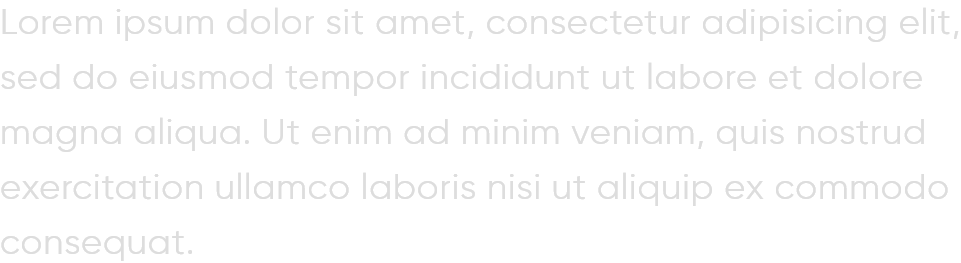 Lorem ipsum dolor sit amet, consectetur adipisicing elit,
sed do eiusmod tempor incididunt ut labore et dolore
magna aliqua. Ut enim ad minim veniam, quis nostrud
exercitation ullamco laboris nisi ut aliquip ex commodo
consequat.